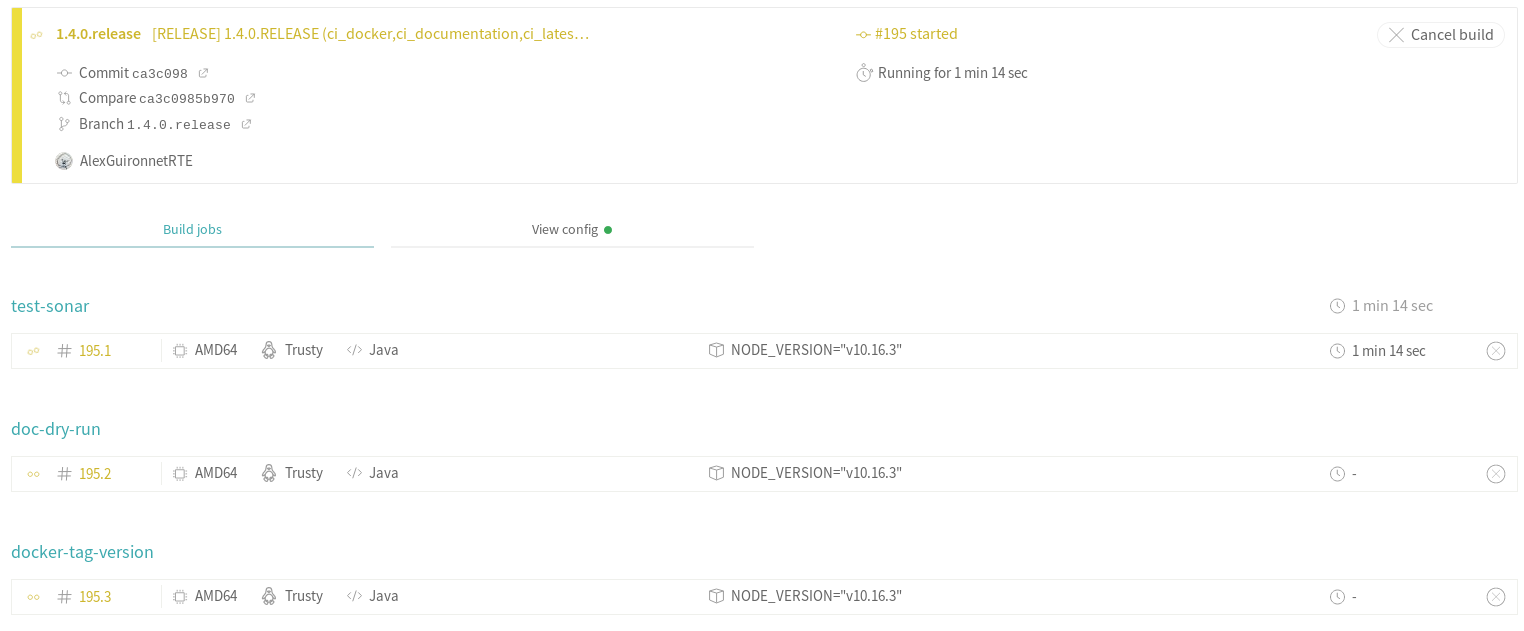 1.4.0.release [RELEASE] 1.4.0.RELEASE (ci_docker,ci_documentation,ci_lates… #195 started Cancel build
Commit ca3c098 Running for 1 min 14 sec
Compare ca3c0985b970
Branch 1.4.0.release
AlexGuironnetRTE
Build jobs View config
test-sonar 1 min 14 sec
# 195.1 AMD64 Trusty </> Java NODE_VERSION="v10.16.3" 1 min 14 sec
doc-dry-run
# 195.2 AMD64 Trusty </> Java NODE_VERSION="v10.16.3" -
docker-tag-version
# 195.3 AMD64 Trusty </> Java NODE_VERSION="v10.16.3" -